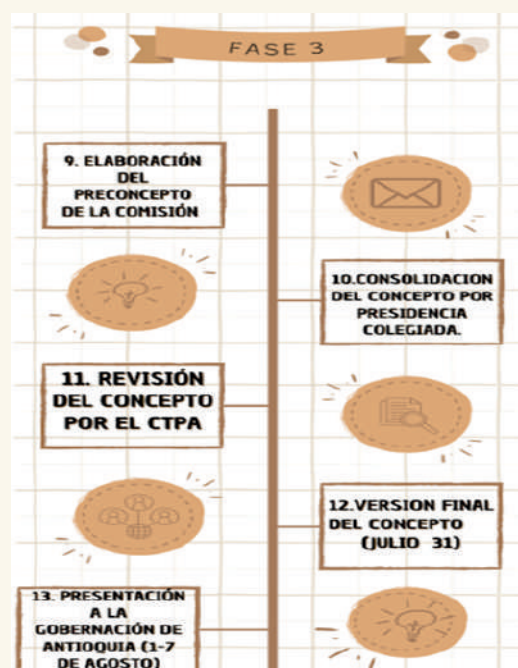 FASE 3
9. ELABORACIÓN
DEL
PRECONCEPTO
DE LA COMISIÓN
10.CONSOLIDACION
DEL CONCEPTO POR
PRESIDENCIA
COLEGIADA.
11. REVISIÓN
DEL CONCEPTO
POR EL CTPA
12.VERSION FINAL
DEL CONCEPTO
(JULIO 31)
13. PRESENTACIÓN
A LA
GOBERNACIÓN DE
ANTIOQUIA (1-7
DE AGOSTO)